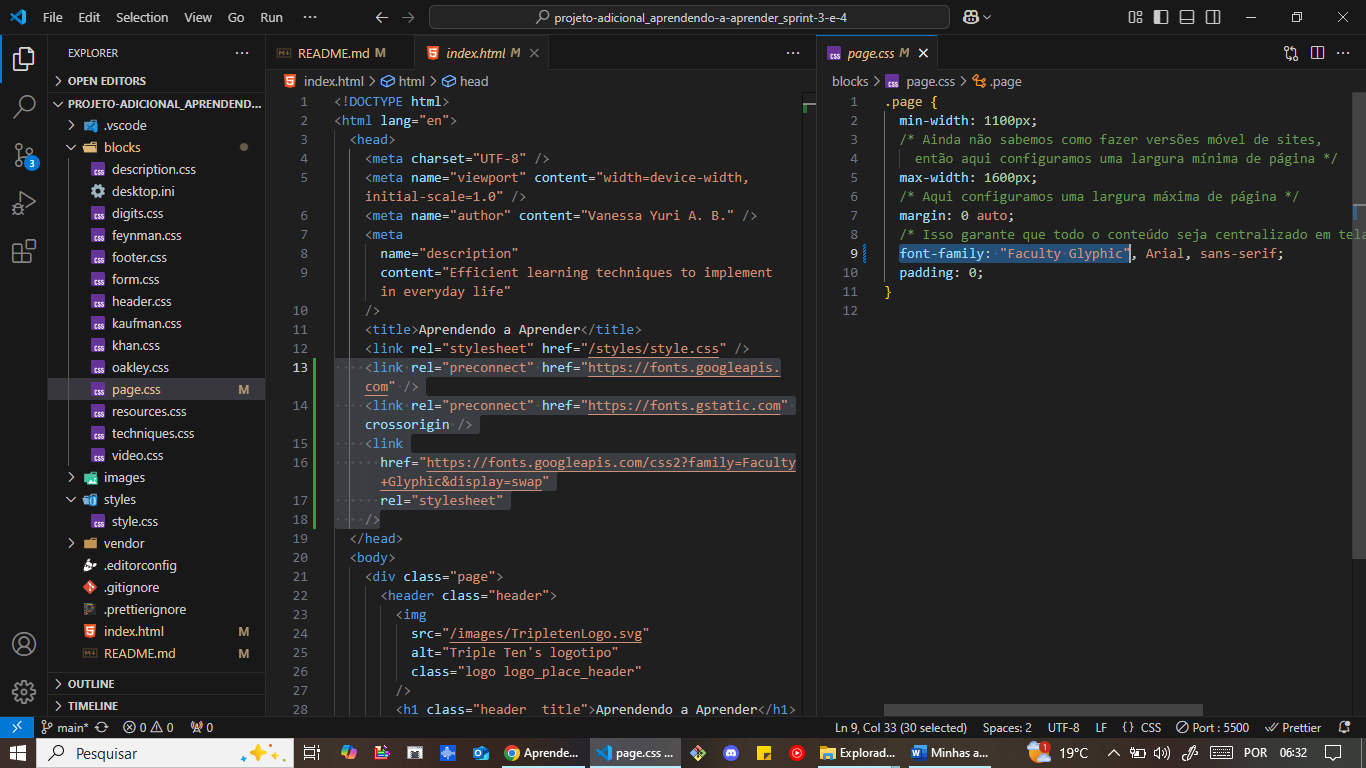 File Edit Selection View Go Run ···
projeto-adicional_aprendendo-a-aprender_sprint-3-e-4
EXPLORER ···
OPEN EDITORS
PROJETO-ADICIONAL_APRENDEND...
.vscode
blocks
description.css
desktop.ini
digits.css
feynman.css
footer.css
form.css
header.css
kaufman.css
khan.css
oakley.css
page.css M
resources.css
techniques.css
video.css
images
styles
style.css
vendor
.editorconfig
.gitignore
.prettierignore
index.html M
README.md M
OUTLINE
TIMELINE
3
README.md M index.html M ···
index.html > html > head
1 <!DOCTYPE html>
2 <html lang="en">
3 <head>
4 <meta charset="UTF-8" />
5 <meta name="viewport" content="width=device-width,
initial-scale=1.0" />
6 <meta name="author" content="Vanessa Yuri A. B." />
7 <meta
8 name="description"
9 content="Efficient learning techniques to implement
in everyday life"
10 />
11 <title>Aprendendo a Aprender</title>
12 <link rel="stylesheet" href="/styles/style.css" />
13 <link rel="preconnect" href="https://fonts.googleapis.
com" />
14 <link rel="preconnect" href="https://fonts.gstatic.com"
crossorigin />
15 <link
16 href="https://fonts.googleapis.com/css2?family=Faculty
+Glyphic&display=swap"
17 rel="stylesheet"
18 />
19 </head>
20 <body>
21 <div class="page">
22 <header class="header">
23 <img
24 src="/images/TripletenLogo.svg"
25 alt="Triple Ten's logotipo"
26 class="logo logo_place_header"
27 />
28 <h1 class="header__title">Aprendendo a Aprender</h1>
page.css M ···
blocks > page.css > .page
1 .page {
2 min-width: 1100px;
3 /* Ainda não sabemos como fazer versões móvel de sites,
4 então aqui configuramos uma largura mínima de página */
5 max-width: 1600px;
6 /* Aqui configuramos uma largura máxima de página */
7 margin: 0 auto;
8 /* Isso garante que todo o conteúdo seja centralizado em tela
9 font-family: "Faculty Glyphic", Arial, sans-serif;
10 padding: 0;
11 }
12
main* 0 0 0 Ln 9, Col 33 (30 selected) Spaces: 2 UTF-8 LF {} CSS Port : 5500 Prettier
Pesquisar Aprende... page.css ... Explorad... Minhas a... 1 19°C POR 06:32